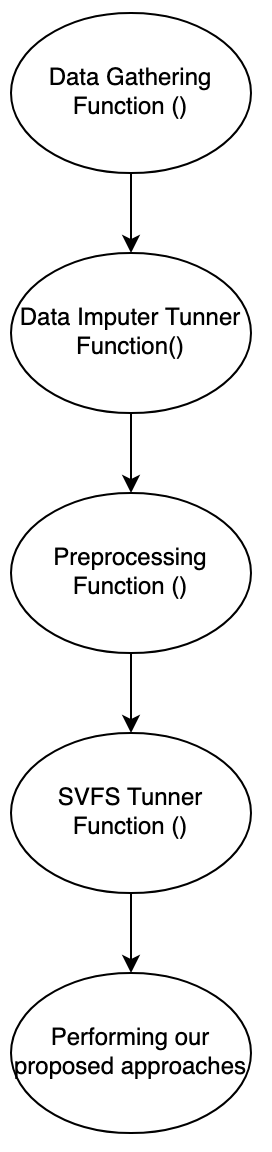 Data Gathering
Function ()
Data Imputer Tunner
Function()
Preprocessing
Function ()
SVFS Tunner
Function ()
Performing our
proposed approaches